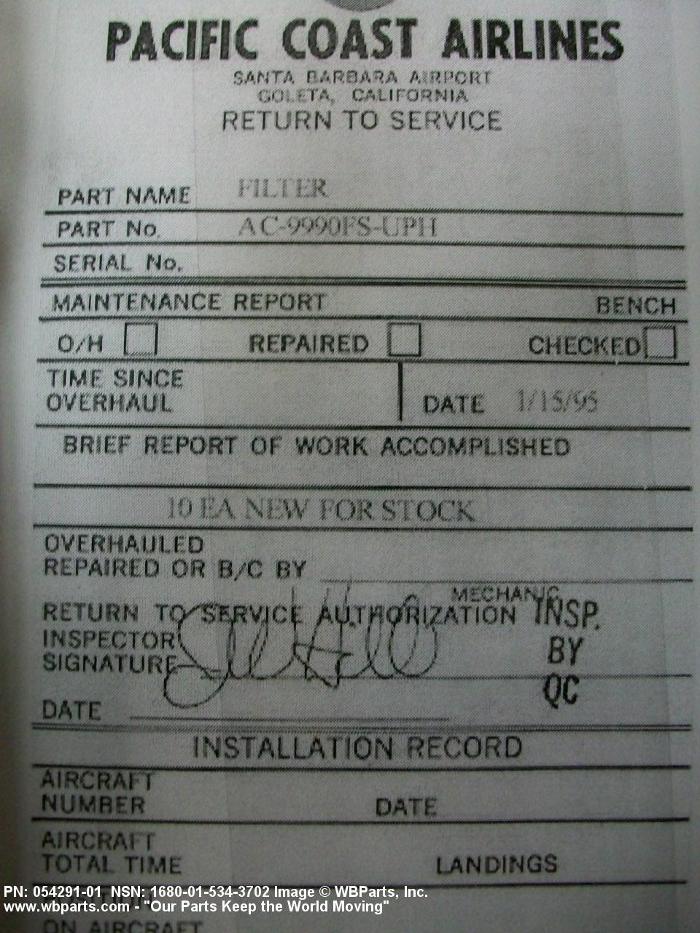 PACIFIC COAST AIRLINES
SANTA BARBARA AIRPORT
GOLETA, CALIFORNIA
RETURN TO SERVICE
PART NAME FILTER
PART No. AC-9990FS-UPH
SERIAL No.
MAINTENANCE REPORT BENCH
O/H REPAIRED CHECKED
TIME SINCE
OVERHAUL DATE 1/15/95
BRIEF REPORT OF WORK ACCOMPLISHED
10 EA NEW FOR STOCK
OVERHAULED
REPAIRED OR B/C BY
MECHANIC
RETURN TO SERVICE AUTHORIZATION INSP.
INSPECTOR BY
SIGNATURE QC
DATE
INSTALLATION RECORD
AIRCRAFT
NUMBER DATE
AIRCRAFT
TOTAL TIME LANDINGS
PN: 054291-01 NSN: 1680-01-534-3702 Image © WBParts, Inc.
www.wbparts.com - "Our Parts Keep the World Moving"
ON AIRCRAFT